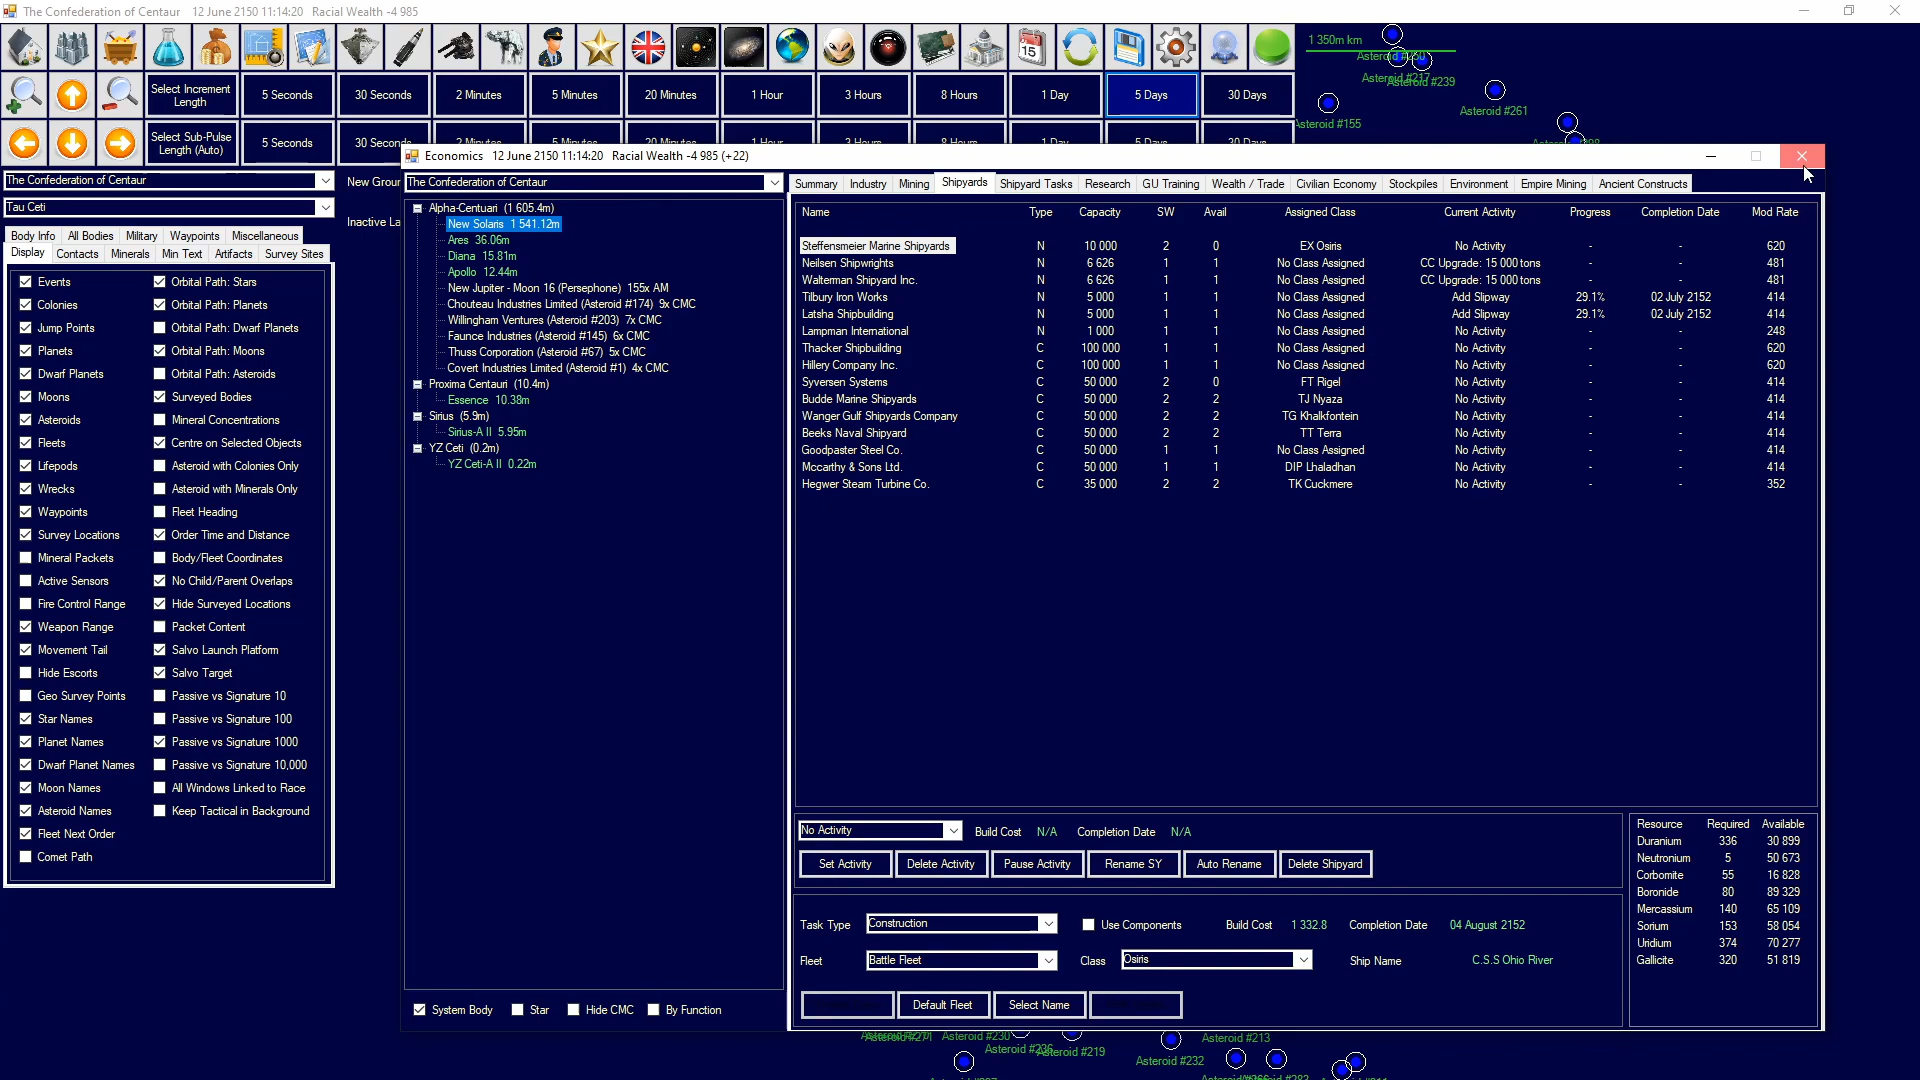 The Confederation of Centaur 12 June 2150 11:14:20 Racial Wealth -4 985
15
Select Increment Length
5 Seconds
30 Seconds
2 Minutes
5 Minutes
20 Minutes
1 Hour
3 Hours
8 Hours
1 Day
5 Days
30 Days
Select Sub-Pulse Length (Auto)
5 Seconds
30 Seconds
2 Minutes
5 Minutes
20 Minutes
1 Hour
3 Hours
8 Hours
1 Day
5 Days
30 Days
1 350m km
Asteroid #239
Asteroid #261
Asteroid #155
The Confederation of Centaur
Tau Ceti
New Grou
Inactive La
Body Info All Bodies Military Waypoints Miscellaneous
Display Contacts Minerals Min Text Artifacts Survey Sites
Events Orbital Path: Stars
Colonies Orbital Path: Planets
Jump Points Orbital Path: Dwarf Planets
Planets Orbital Path: Moons
Dwarf Planets Orbital Path: Asteroids
Moons Surveyed Bodies
Asteroids Mineral Concentrations
Fleets Centre on Selected Objects
Lifepods Asteroid with Colonies Only
Wrecks Asteroid with Minerals Only
Waypoints Fleet Heading
Survey Locations Order Time and Distance
Mineral Packets Body/Fleet Coordinates
Active Sensors No Child/Parent Overlaps
Fire Control Range Hide Surveyed Locations
Weapon Range Packet Content
Movement Tail Salvo Launch Platform
Hide Escorts Salvo Target
Geo Survey Points Passive vs Signature 10
Star Names Passive vs Signature 100
Planet Names Passive vs Signature 1000
Dwarf Planet Names Passive vs Signature 10,000
Moon Names All Windows Linked to Race
Asteroid Names Keep Tactical in Background
Fleet Next Order
Comet Path
Economics 12 June 2150 11:14:20 Racial Wealth -4 985 (+22)
The Confederation of Centaur
Alpha-Centuari (1 605.4m)
New Solaris 1 541.12m
Ares 36.06m
Diana 15.81m
Apollo 12.44m
New Jupiter - Moon 16 (Persephone) 155x AM
Chouteau Industries Limited (Asteroid #174) 9x CMC
Willingham Ventures (Asteroid #203) 7x CMC
Faunce Industries (Asteroid #145) 6x CMC
Thuss Corporation (Asteroid #67) 5x CMC
Covert Industries Limited (Asteroid #1) 4x CMC
Proxima Centauri (10.4m)
Essence 10.38m
Sirius (5.9m)
Sirius-A II 5.95m
YZ Ceti (0.2m)
YZ Ceti-A II 0.22m
System Body Star Hide CMC By Function
Summary Industry Mining Shipyards Shipyard Tasks Research GU Training Wealth / Trade Civilian Economy Stockpiles Environment Empire Mining Ancient Constructs
Name Type Capacity SW Avail Assigned Class Current Activity Progress Completion Date Mod Rate
Steffensmeier Marine Shipyards N 10 000 2 0 EX Osiris No Activity - - 620
Neilsen Shipwrights N 6 626 1 1 No Class Assigned CC Upgrade: 15 000 tons - - 481
Walterman Shipyard Inc. N 6 626 1 1 No Class Assigned CC Upgrade: 15 000 tons - - 481
Tilbury Iron Works N 5 000 1 1 No Class Assigned Add Slipway 29.1% 02 July 2152 414
Latsha Shipbuilding N 5 000 1 1 No Class Assigned Add Slipway 29.1% 02 July 2152 414
Lampman International N 1 000 1 1 No Class Assigned No Activity - - 248
Thacker Shipbuilding C 100 000 1 1 No Class Assigned No Activity - - 620
Hillery Company Inc. C 100 000 1 1 No Class Assigned No Activity - - 620
Syversen Systems C 50 000 2 0 FT Rigel No Activity - - 414
Budde Marine Shipyards C 50 000 2 2 TJ Nyaza No Activity - - 414
Wanger Gulf Shipyards Company C 50 000 2 2 TG Khalkfontein No Activity - - 414
Beeks Naval Shipyard C 50 000 2 2 TT Terra No Activity - - 414
Goodpaster Steel Co. C 50 000 1 1 No Class Assigned No Activity - - 414
Mccarthy & Sons Ltd. C 50 000 1 1 DIP Lhaladhan No Activity - - 414
Hegwer Steam Turbine Co. C 35 000 2 2 TK Cuckmere No Activity - - 352
No Activity Build Cost N/A Completion Date N/A
Set Activity Delete Activity Pause Activity Rename SY Auto Rename Delete Shipyard
Task Type Construction Use Components Build Cost 1 332.8 Completion Date 04 August 2152
Fleet Battle Fleet Class Osiris Ship Name C.S.S Ohio River
Default Fleet Select Name
Resource Required Available
Duranium 336 30 899
Neutronium 5 50 673
Corbomite 55 16 828
Boronide 80 89 329
Mercassium 140 65 109
Sorium 153 58 054
Uridium 374 70 277
Gallicite 320 51 819
Asteroid #230
Asteroid #219
Asteroid #232
Asteroid #213